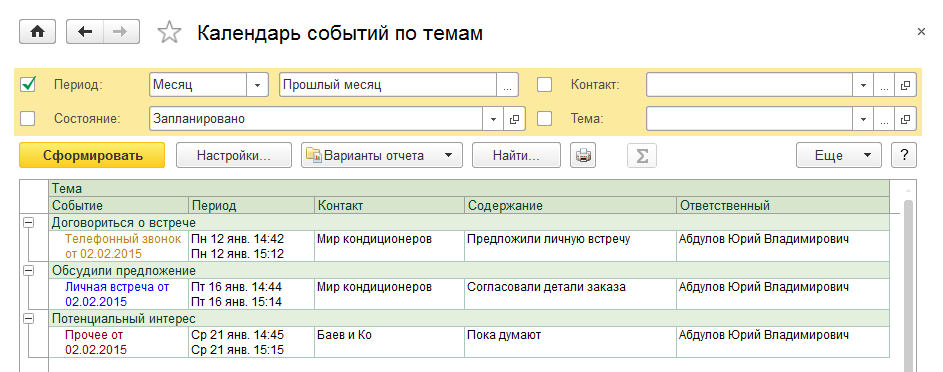 Календарь событий по темам
Период: Месяц Прошлый месяц ... Контакт: ...
Состояние: Запланировано Тема: ...
Сформировать Настройки... Варианты отчета Найти... Σ Еще ?
Тема
Событие Период Контакт Содержание Ответственный
Договориться о встрече
Телефонный звонок Пн 12 янв. 14:42 Мир кондиционеров Предложили личную встречу Абдулов Юрий Владимирович
от 02.02.2015 Пн 12 янв. 15:12
Обсудили предложение
Личная встреча от Пт 16 янв. 14:44 Мир кондиционеров Согласовали детали заказа Абдулов Юрий Владимирович
02.02.2015 Пт 16 янв. 15:14
Потенциальный интерес
Прочее от Ср 21 янв. 14:45 Баев и Ко Пока думают Абдулов Юрий Владимирович
02.02.2015 Ср 21 янв. 15:15